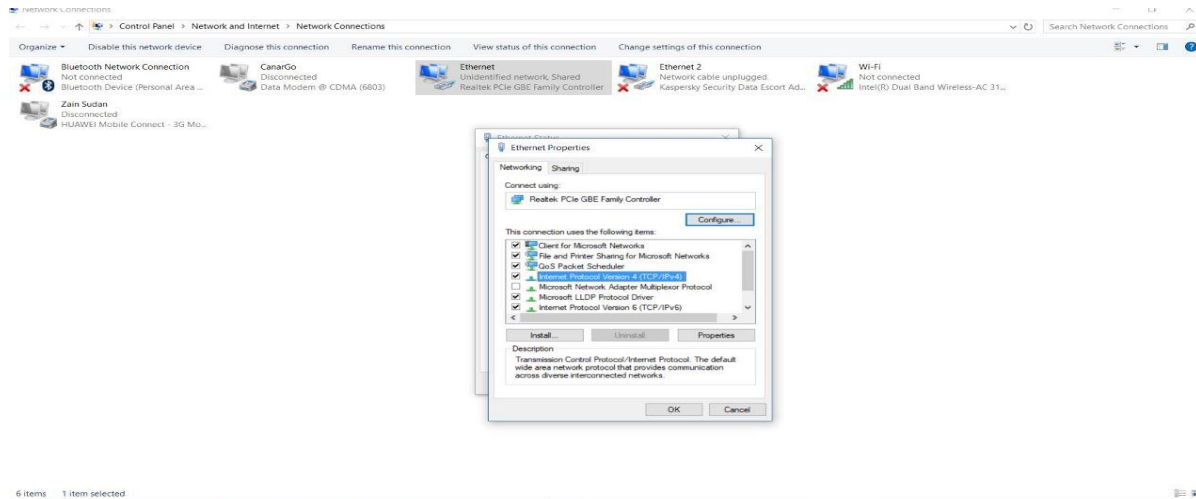 Network Connections
Control Panel > Network and Internet > Network Connections
Search Network Connections
Organize
Disable this network device
Diagnose this connection
Rename this connection
View status of this connection
Change settings of this connection
Bluetooth Network Connection
Not connected
Bluetooth Device (Personal Area ...
CanarGo
Disconnected
Data Modem @ CDMA (6803)
Ethernet
Unidentified network, Shared
Realtek PCIe GBE Family Controller
Ethernet 2
Network cable unplugged
Kaspersky Security Data Escort Ad...
Wi-Fi
Not connected
Intel(R) Dual Band Wireless-AC 31...
Zain Sudan
Disconnected
HUAWEI Mobile Connect - 3G Mo...
Ethernet Status
Ethernet Properties
Networking
Sharing
Connect using:
Realtek PCIe GBE Family Controller
Configure...
This connection uses the following items:
Client for Microsoft Networks
File and Printer Sharing for Microsoft Networks
QoS Packet Scheduler
Internet Protocol Version 4 (TCP/IPv4)
Microsoft Network Adapter Multiplexor Protocol
Microsoft LLDP Protocol Driver
Internet Protocol Version 6 (TCP/IPv6)
Install...
Uninstall
Properties
Description
Transmission Control Protocol/Internet Protocol. The default
wide area network protocol that provides communication
across diverse interconnected networks.
OK
Cancel
6 items
1 item selected